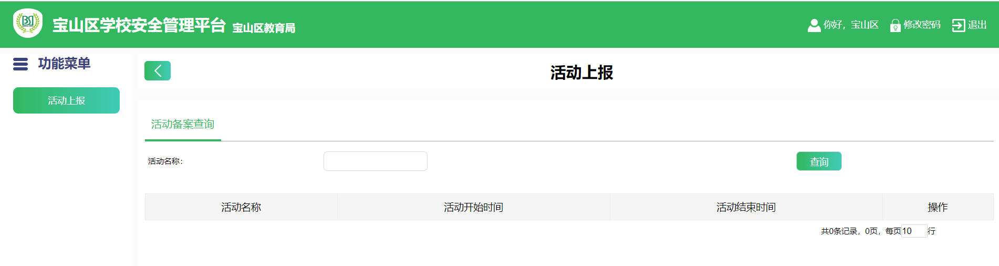 宝山区学校安全管理平台 宝山区教育局
你好，宝山区 修改密码 退出
功能菜单
活动上报
活动上报
活动备案查询
活动名称：
查询
活动名称 活动开始时间 活动结束时间 操作
共0条记录，0页，每页10行